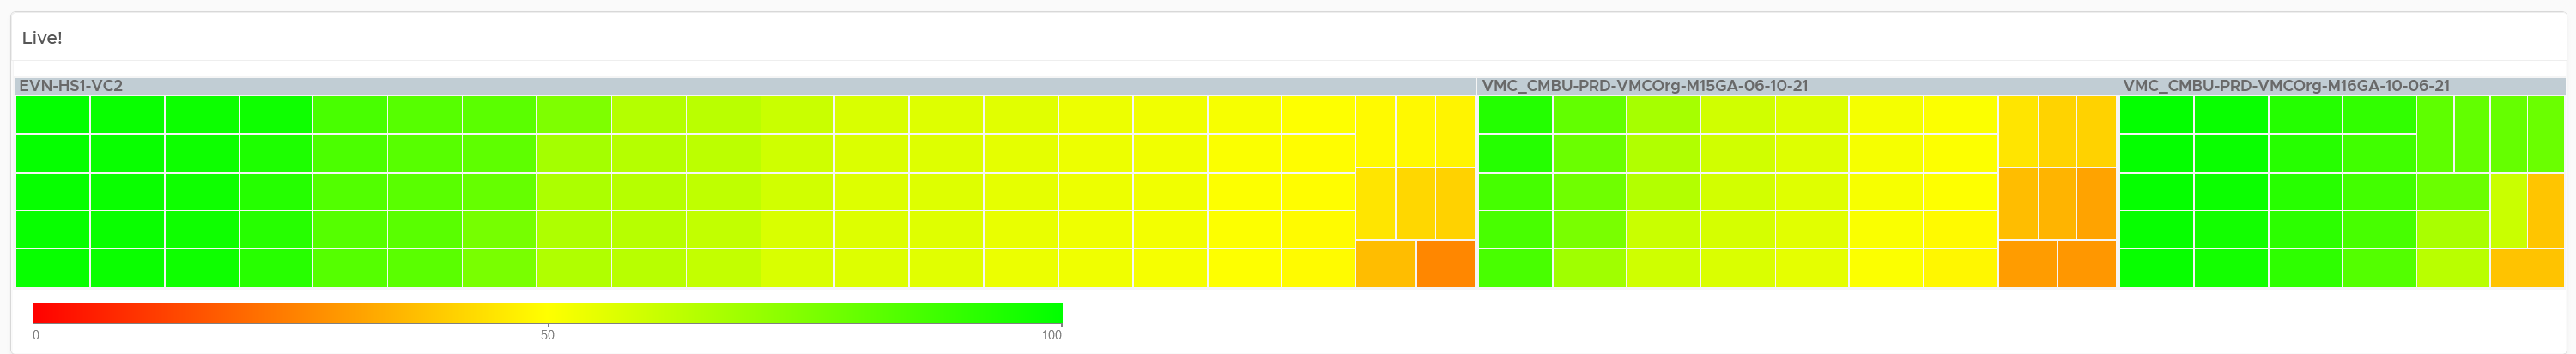 Live!
EVN-HS1-VC2 VMC_CMBU-PRD-VMCOrg-M15GA-06-10-21 VMC_CMBU-PRD-VMCOrg-M16GA-10-06-21
0 50 100